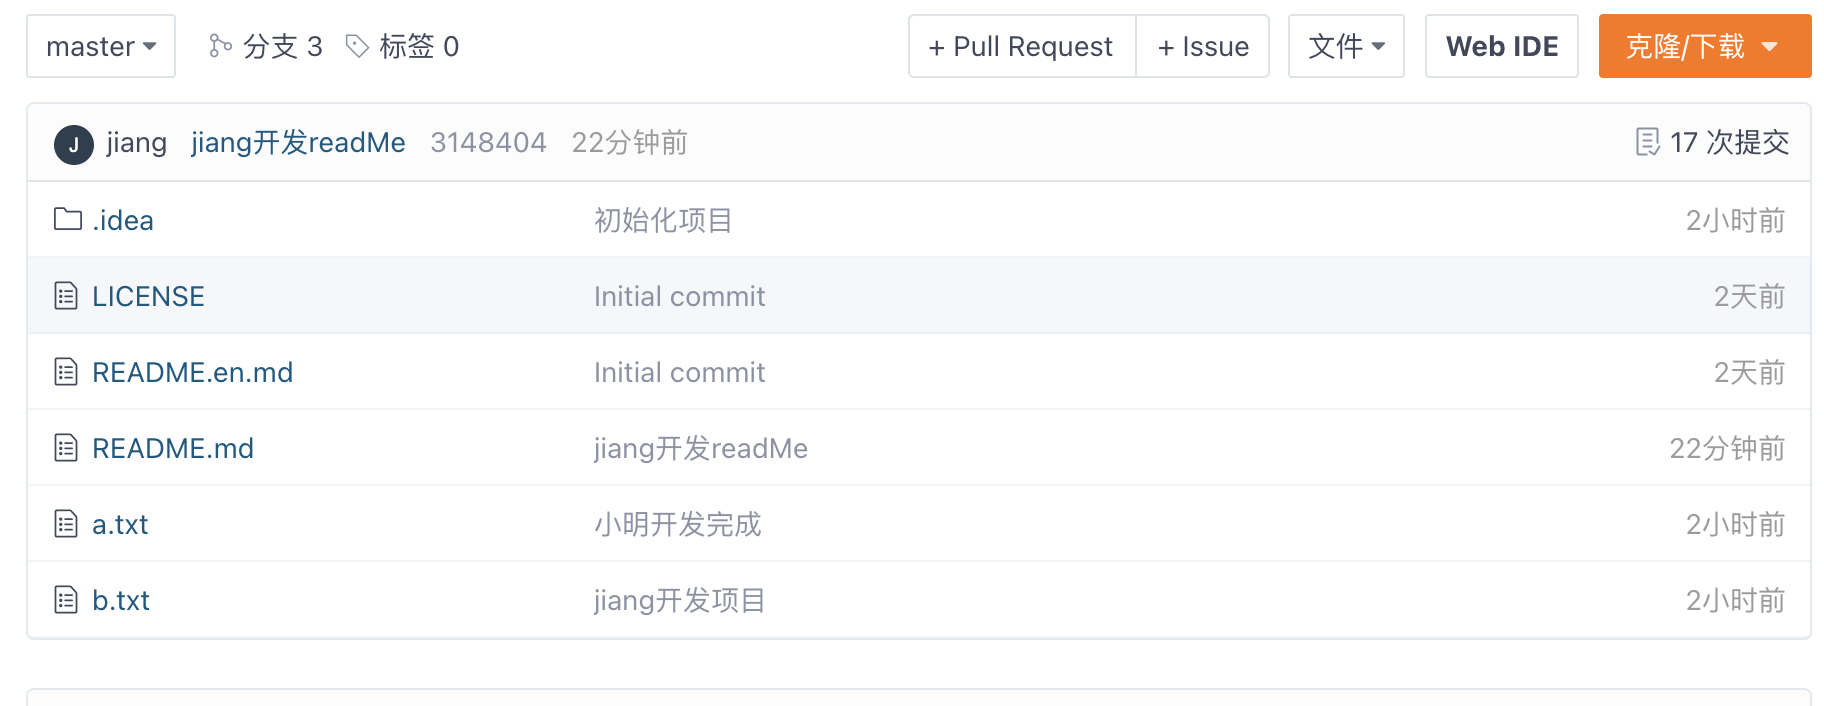 master 分支 3 标签 0 + Pull Request + Issue 文件 Web IDE 克隆/下载
J jiang jiang开发readMe 3148404 22分钟前 17 次提交
.idea 初始化项目 2小时前
LICENSE Initial commit 2天前
README.en.md Initial commit 2天前
README.md jiang开发readMe 22分钟前
a.txt 小明开发完成 2小时前
b.txt jiang开发项目 2小时前